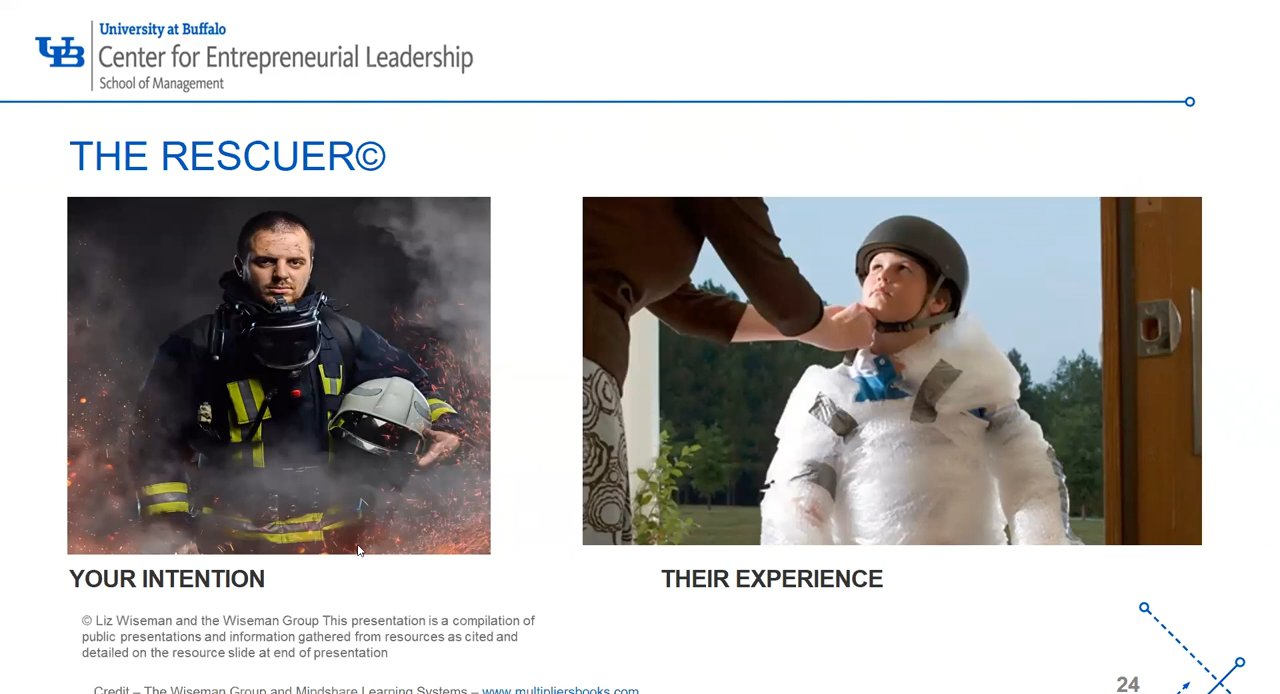 University at Buffalo
UB
Center for Entrepreneurial Leadership
School of Management
THE RESCUER©
YOUR INTENTION
THEIR EXPERIENCE
© Liz Wiseman and the Wiseman Group This presentation is a compilation of
public presentations and information gathered from resources as cited and
detailed on the resource slide at end of presentation
Credit – The Wiseman Group and Mindshare Learning Systems – www.multipliersbooks.com
24